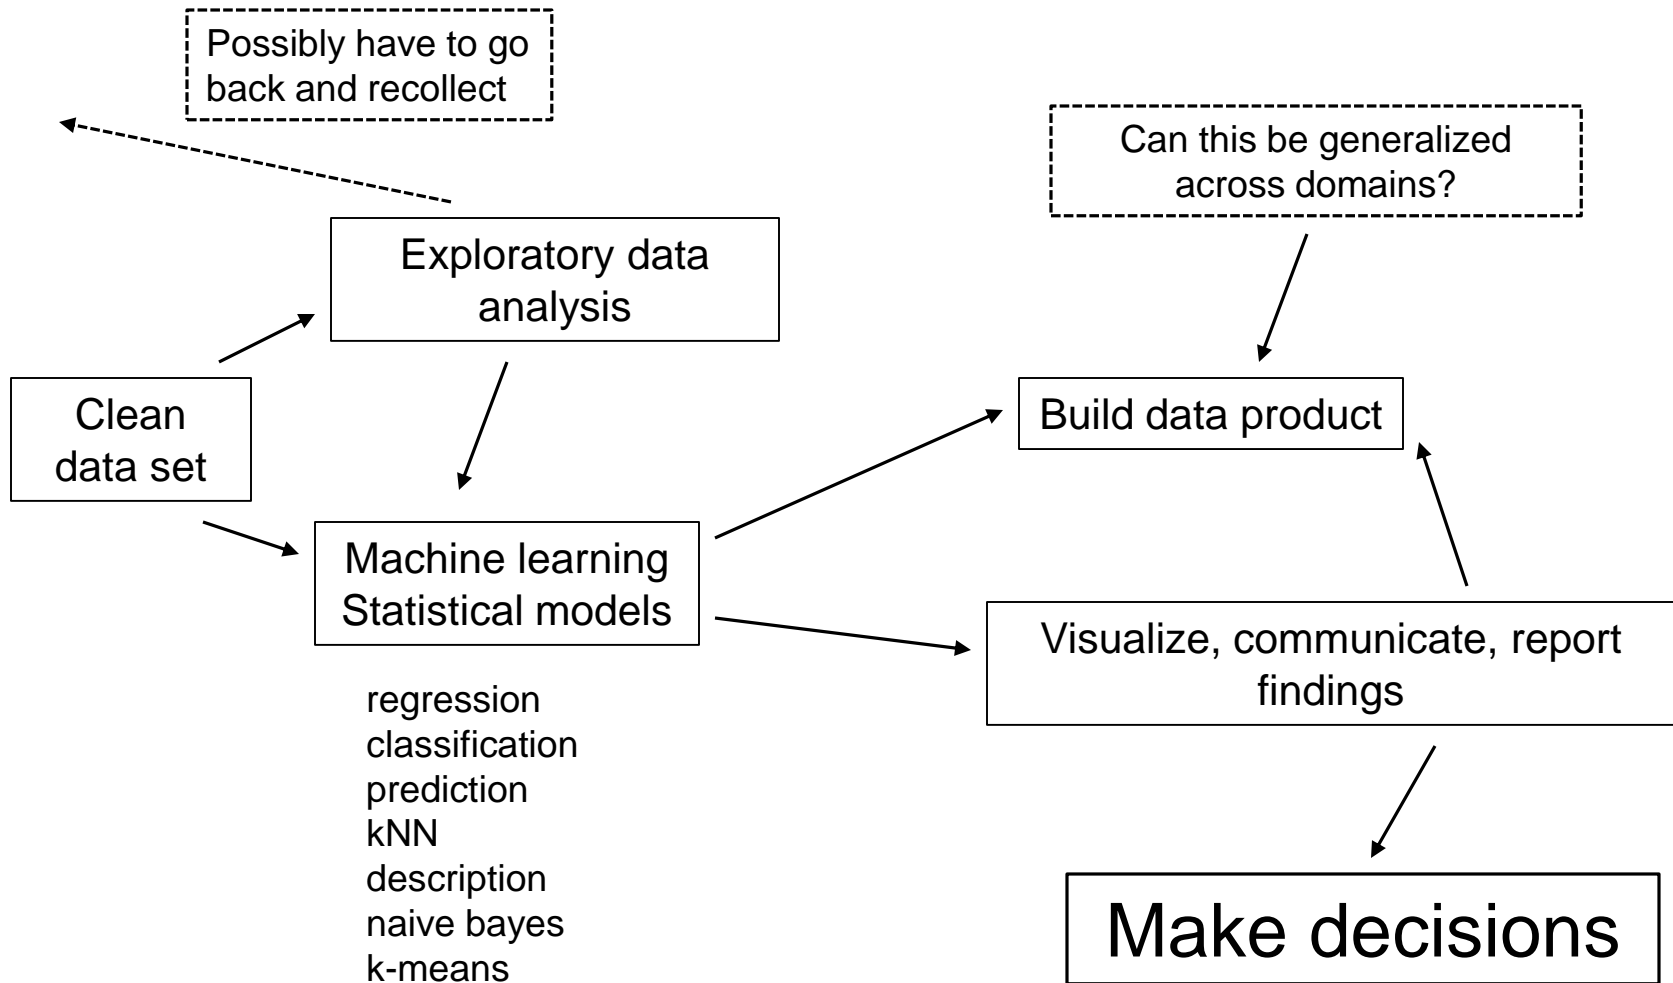 Possibly have to go
back and recollect
Can this be generalized
across domains?
Exploratory data
analysis
Clean
data set
Build data product
Machine learning
Statistical models
Visualize, communicate, report
findings
regression
classification
prediction
kNN
description
naive bayes
k-means
Make decisions